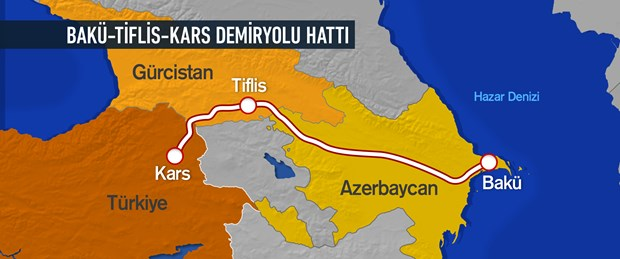 BAKÜ-TİFLİS-KARS DEMİRYOLU HATTI
Gürcistan
Tiflis
Hazar Denizi
Kars
Bakü
Azerbaycan
Türkiye